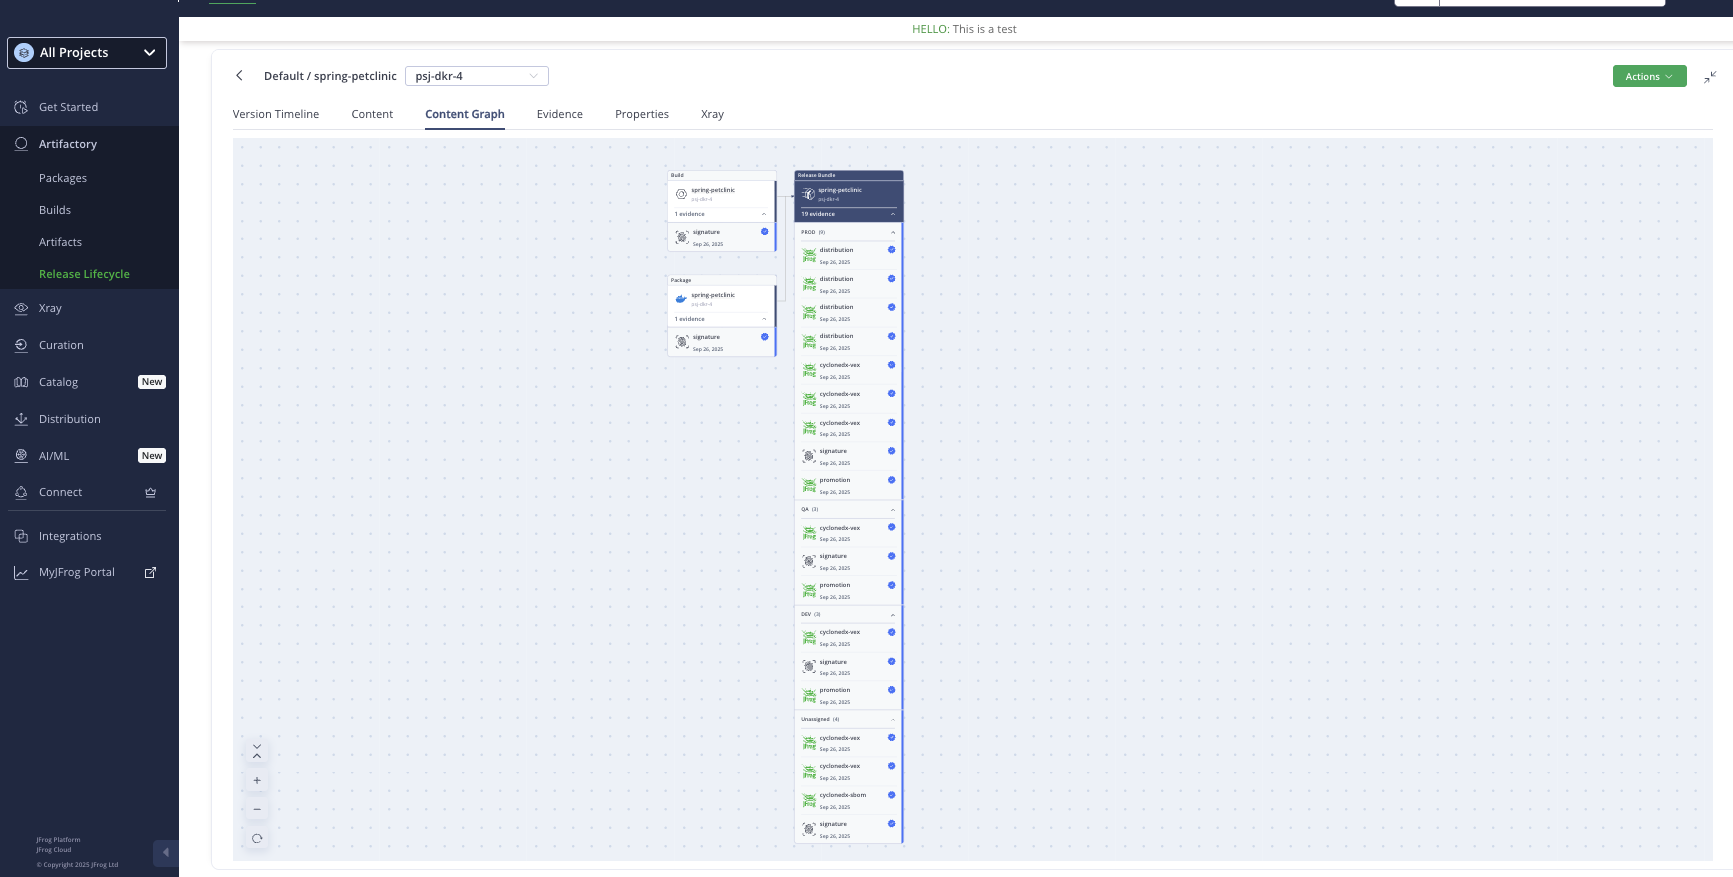 HELLO: This is a test
All Projects
Get Started
Artifactory
Packages
Builds
Artifacts
Release Lifecycle
Xray
Curation
Catalog New
Distribution
AI/ML New
Connect
Integrations
MyJFrog Portal
JFrog Platform
JFrog Cloud
© Copyright 2025 JFrog Ltd
Default / spring-petclinic psj-dkr-4
Actions
Version Timeline Content Content Graph Evidence Properties Xray
Build
spring-petclinic
psj-dkr-4
1 evidence
signature
Sep 26, 2025
Package
spring-petclinic
psj-dkr-4
1 evidence
signature
Sep 26, 2025
Release Bundle
spring-petclinic
psj-dkr-4
19 evidence
PROD (9)
distribution
Sep 26, 2025
distribution
Sep 26, 2025
distribution
Sep 26, 2025
distribution
Sep 26, 2025
cyclonedx-vex
Sep 26, 2025
cyclonedx-vex
Sep 26, 2025
cyclonedx-vex
Sep 26, 2025
signature
Sep 26, 2025
promotion
Sep 26, 2025
QA (3)
cyclonedx-vex
Sep 26, 2025
signature
Sep 26, 2025
promotion
Sep 26, 2025
DEV (3)
cyclonedx-vex
Sep 26, 2025
signature
Sep 26, 2025
promotion
Sep 26, 2025
Unassigned (4)
cyclonedx-vex
Sep 26, 2025
cyclonedx-vex
Sep 26, 2025
cyclonedx-sbom
Sep 26, 2025
signature
Sep 26, 2025